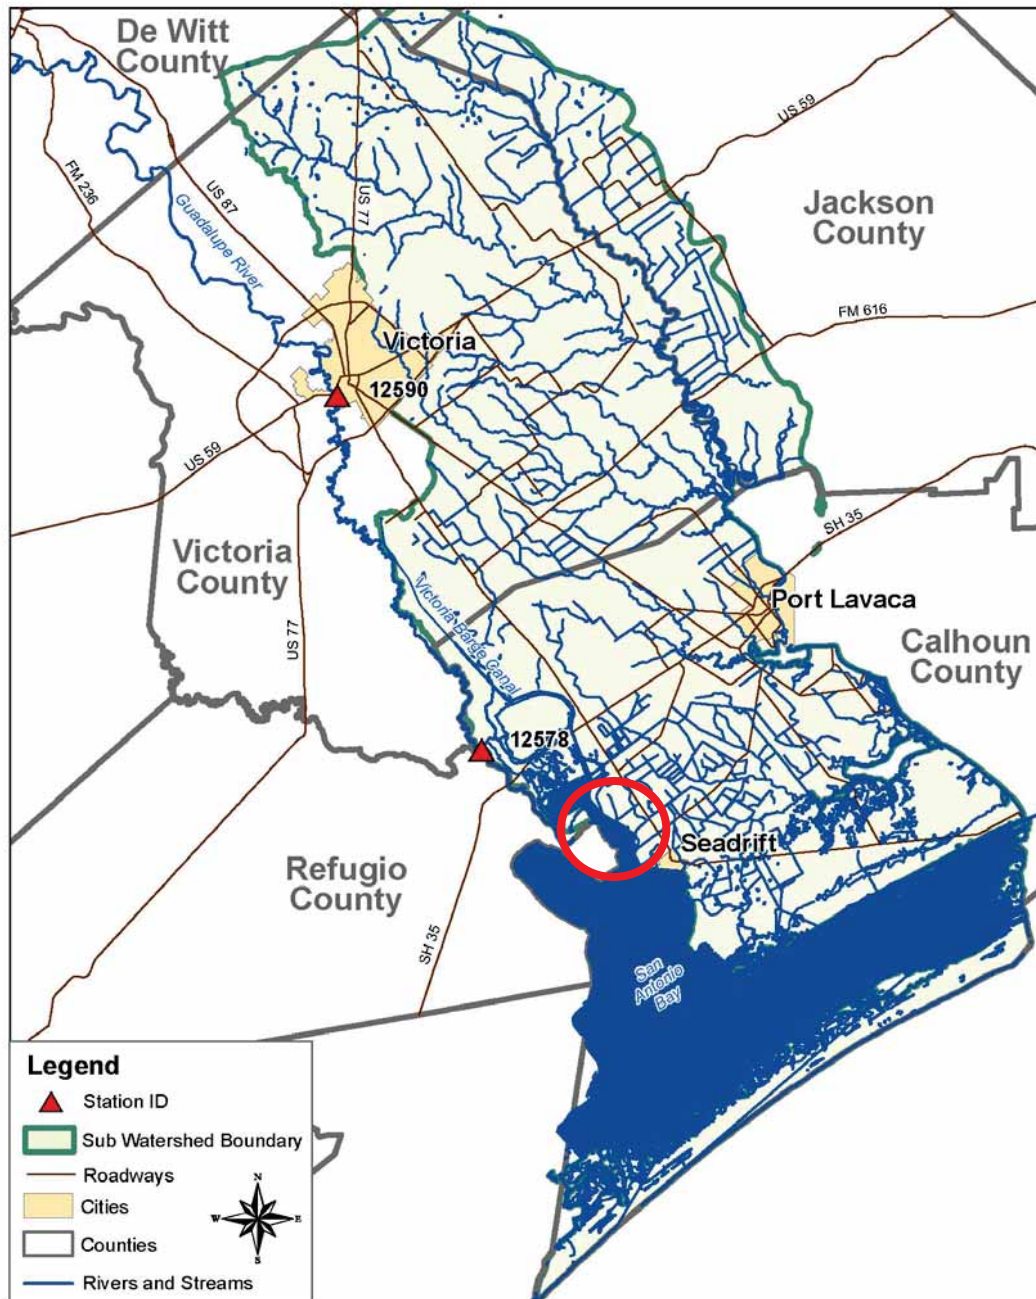 De Witt
County
US 59
FM 236
US 87
US 77
Guadalupe River
Jackson
County
FM 616
Victoria
12590
US 59
SH 35
Victoria
County
Victoria Barge Canal
Port Lavaca
US 77
Calhoun
County
12578
Seadrift
Refugio
County
SH 35
San
Antonio
Bay
Legend
Station ID
Sub Watershed Boundary
Roadways
Cities
Counties
Rivers and Streams
N
W
E
S